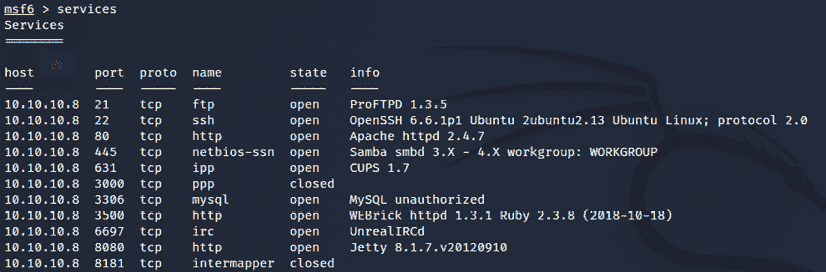 msf6 > services
Services
========
host port proto name state info
---- ---- ----- ---- ----- ----
10.10.10.8 21 tcp ftp open ProFTPD 1.3.5
10.10.10.8 22 tcp ssh open OpenSSH 6.6.1p1 Ubuntu 2ubuntu2.13 Ubuntu Linux; protocol 2.0
10.10.10.8 80 tcp http open Apache httpd 2.4.7
10.10.10.8 445 tcp netbios-ssn open Samba smbd 3.X - 4.X workgroup: WORKGROUP
10.10.10.8 631 tcp ipp open CUPS 1.7
10.10.10.8 3000 tcp ppp closed
10.10.10.8 3306 tcp mysql open MySQL unauthorized
10.10.10.8 3500 tcp http open WEBrick httpd 1.3.1 Ruby 2.3.8 (2018-10-18)
10.10.10.8 6697 tcp irc open UnrealIRCd
10.10.10.8 8080 tcp http open Jetty 8.1.7.v20120910
10.10.10.8 8181 tcp intermapper closed